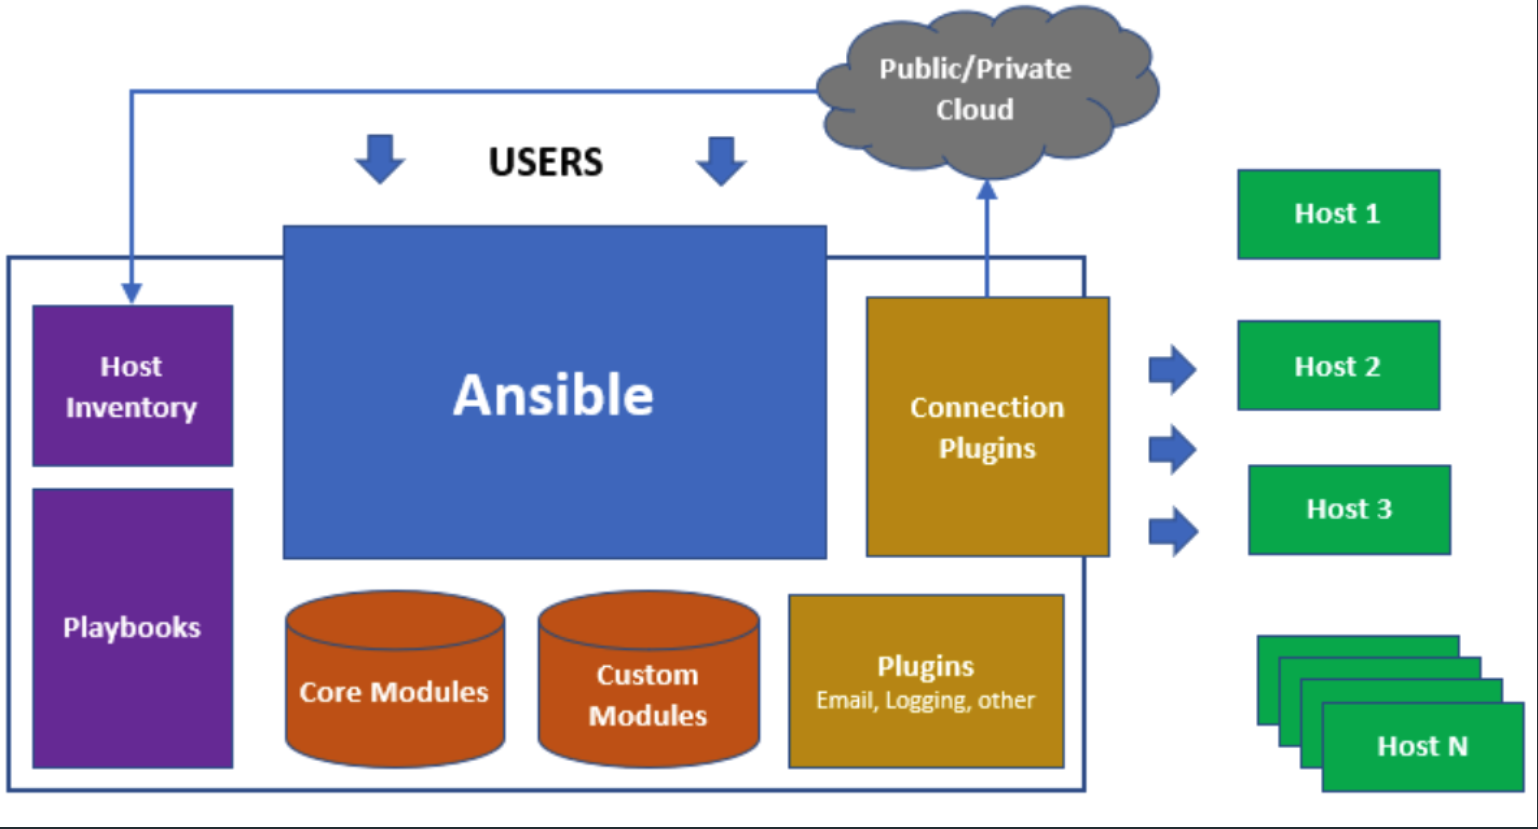 Public/Private
Cloud
USERS
Host 1
Host
Inventory
Ansible
Connection
Plugins
Host 2
Host 3
Playbooks
Core Modules
Custom
Modules
Plugins
Email, Logging, other
Host N